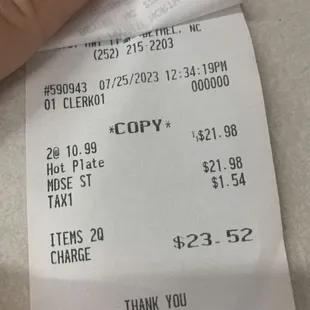 BETHEL, NC
(252) 215-2203
#590943 07/25/2023 12:34:19PM
01 CLERK01 000000
*COPY*
2@ 10.99 $21.98
Hot Plate
MDSE ST $21.98
TAX1 $1.54
ITEMS 2Q
CHARGE $23.52
THANK YOU